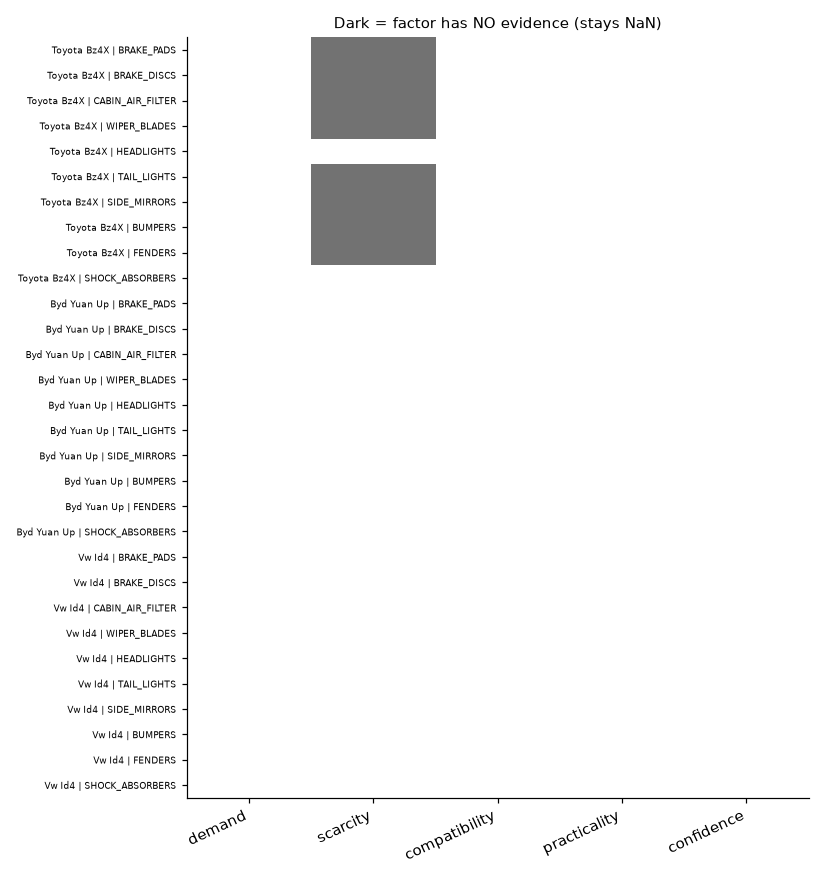 Dark = factor has NO evidence (stays NaN)
Toyota Bz4X | BRAKE_PADS
Toyota Bz4X | BRAKE_DISCS
Toyota Bz4X | CABIN_AIR_FILTER
Toyota Bz4X | WIPER_BLADES
Toyota Bz4X | HEADLIGHTS
Toyota Bz4X | TAIL_LIGHTS
Toyota Bz4X | SIDE_MIRRORS
Toyota Bz4X | BUMPERS
Toyota Bz4X | FENDERS
Toyota Bz4X | SHOCK_ABSORBERS
Byd Yuan Up | BRAKE_PADS
Byd Yuan Up | BRAKE_DISCS
Byd Yuan Up | CABIN_AIR_FILTER
Byd Yuan Up | WIPER_BLADES
Byd Yuan Up | HEADLIGHTS
Byd Yuan Up | TAIL_LIGHTS
Byd Yuan Up | SIDE_MIRRORS
Byd Yuan Up | BUMPERS
Byd Yuan Up | FENDERS
Byd Yuan Up | SHOCK_ABSORBERS
Vw Id4 | BRAKE_PADS
Vw Id4 | BRAKE_DISCS
Vw Id4 | CABIN_AIR_FILTER
Vw Id4 | WIPER_BLADES
Vw Id4 | HEADLIGHTS
Vw Id4 | TAIL_LIGHTS
Vw Id4 | SIDE_MIRRORS
Vw Id4 | BUMPERS
Vw Id4 | FENDERS
Vw Id4 | SHOCK_ABSORBERS
demand
scarcity
compatibility
practicality
confidence